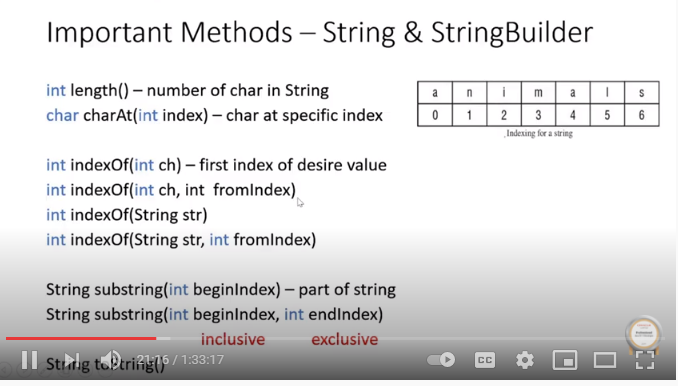 Important Methods – String & StringBuilder
int length() – number of char in String
char charAt(int index) – char at specific index
a n i m a l s
0 1 2 3 4 5 6
Indexing for a string
int indexOf(int ch) – first index of desire value
int indexOf(int ch, int fromIndex)
int indexOf(String str)
int indexOf(String str, int fromIndex)
String substring(int beginIndex) – part of string
String substring(int beginIndex, int endIndex)
inclusive exclusive
21:16 / 1:33:17
CC
String toString()